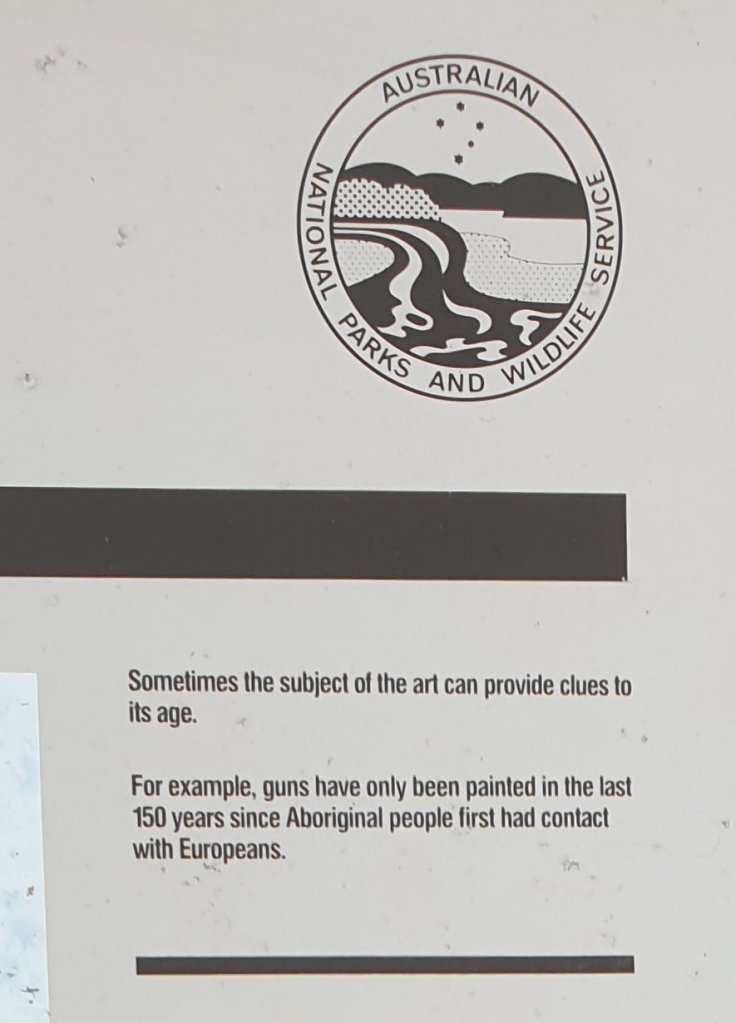 AUSTRALIAN
NATIONAL PARKS AND WILDLIFE SERVICE
Sometimes the subject of the art can provide clues to
its age.
For example, guns have only been painted in the last
150 years since Aboriginal people first had contact
with Europeans.